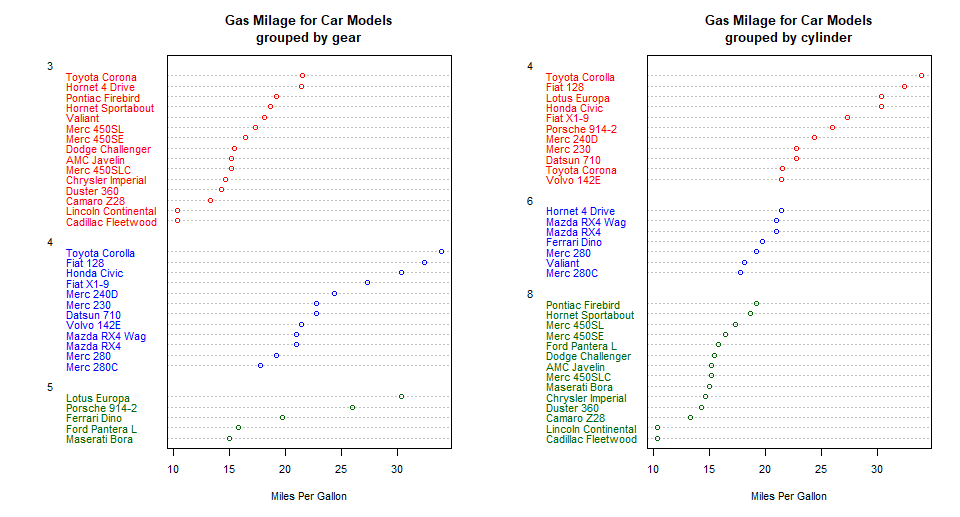 Gas Milage for Car Models
grouped by gear
3
Toyota Corona
Hornet 4 Drive
Pontiac Firebird
Hornet Sportabout
Valiant
Merc 450SL
Merc 450SE
Dodge Challenger
AMC Javelin
Merc 450SLC
Chrysler Imperial
Duster 360
Camaro Z28
Lincoln Continental
Cadillac Fleetwood
4
Toyota Corolla
Fiat 128
Honda Civic
Fiat X1-9
Merc 240D
Merc 230
Datsun 710
Volvo 142E
Mazda RX4 Wag
Mazda RX4
Merc 280
Merc 280C
5
Lotus Europa
Porsche 914-2
Ferrari Dino
Ford Pantera L
Maserati Bora
10 15 20 25 30
Miles Per Gallon
Gas Milage for Car Models
grouped by cylinder
4
Toyota Corolla
Fiat 128
Lotus Europa
Honda Civic
Fiat X1-9
Porsche 914-2
Merc 240D
Merc 230
Datsun 710
Toyota Corona
Volvo 142E
6
Hornet 4 Drive
Mazda RX4 Wag
Mazda RX4
Ferrari Dino
Merc 280
Valiant
Merc 280C
8
Pontiac Firebird
Hornet Sportabout
Merc 450SL
Merc 450SE
Ford Pantera L
Dodge Challenger
AMC Javelin
Merc 450SLC
Maserati Bora
Chrysler Imperial
Duster 360
Camaro Z28
Lincoln Continental
Cadillac Fleetwood
10 15 20 25 30
Miles Per Gallon